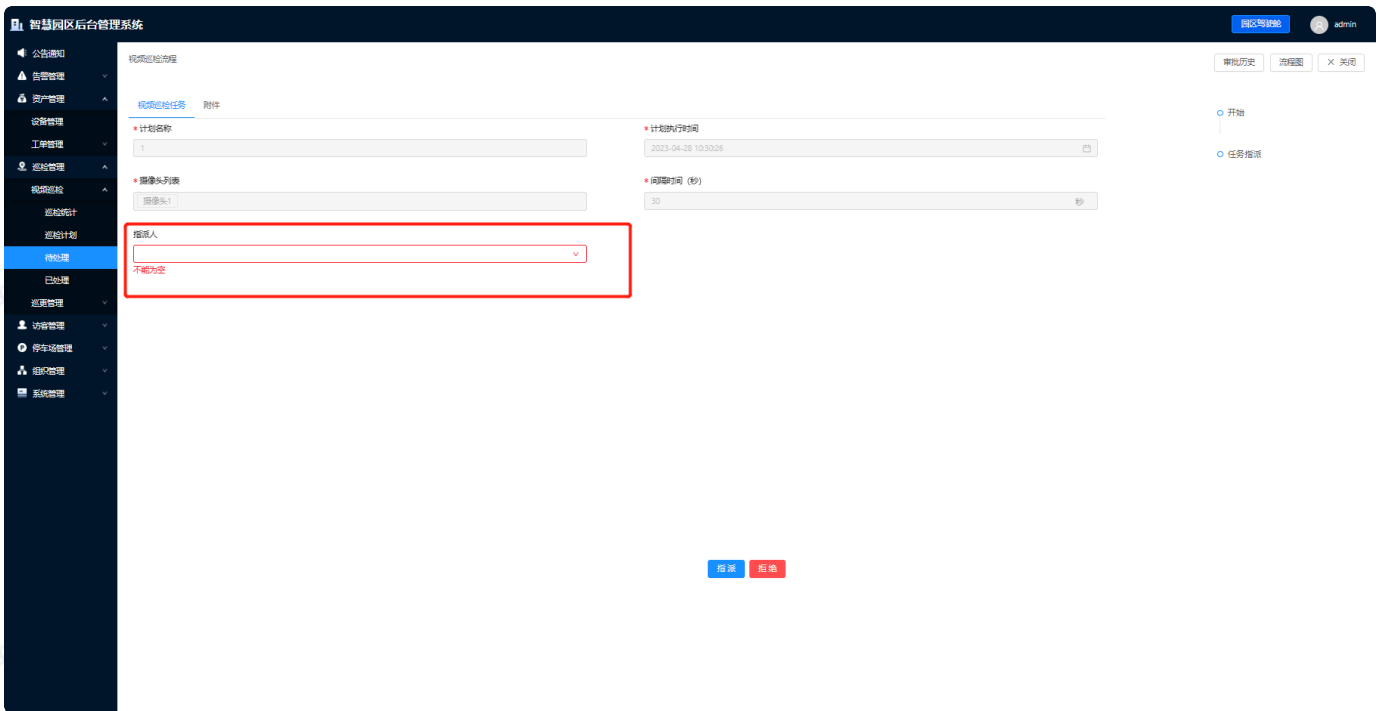 智慧园区后台管理系统
园区驾驶舱
admin
公告通知
告警管理
资产管理
设备管理
工单管理
巡检管理
视频巡检
巡检统计
巡检计划
待处理
已处理
巡更管理
访客管理
停车场管理
组织管理
系统管理
视频巡检流程
审批历史
流程图
× 关闭
视频巡检任务 附件
* 计划名称
1
* 计划执行时间
2023-04-28 10:30:26
* 摄像头列表
摄像头1
* 间隔时间 (秒)
30 秒
指派人
不能为空
指 派
拒 绝
开始
任务指派